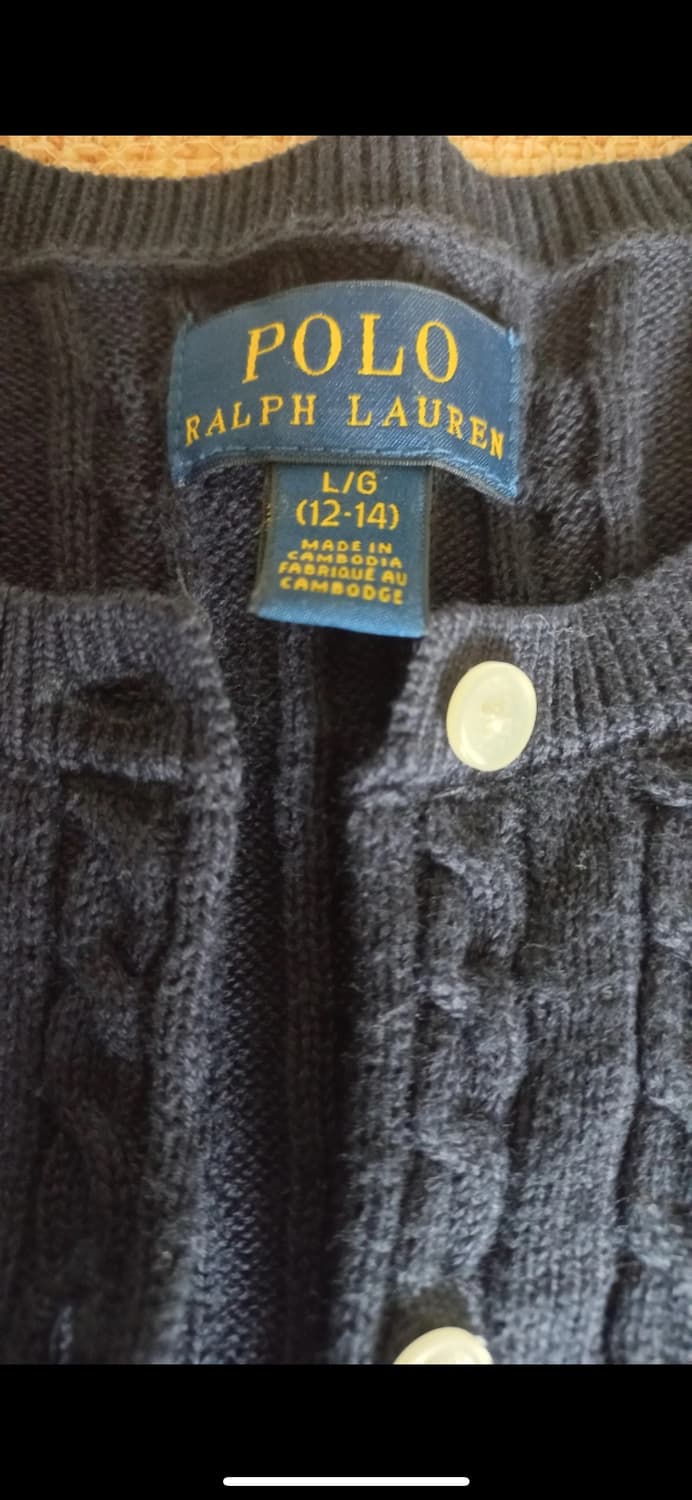 POLO
RALPH LAUREN
L/G
(12-14)
MADE IN
CAMBODIA
FABRIQUÉ AU
CAMBODGE